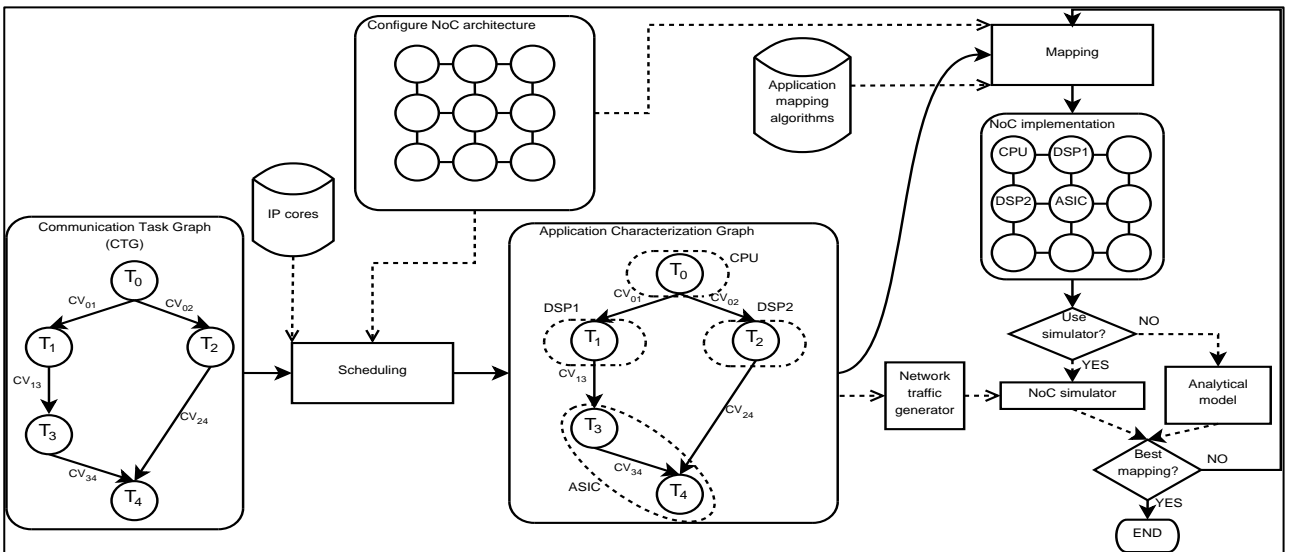 Configure NoC architecture
Mapping
Application
mapping
algorithms
NoC implementation
CPU
DSP1
DSP2
ASIC
IP cores
Communication Task Graph
(CTG)
T0
CV01
CV02
T1
T2
CV13
T3
CV24
CV34
T4
Scheduling
Application Characterization Graph
CPU
T0
CV01
CV02
DSP1
DSP2
T1
T2
CV13
CV24
T3
CV34
ASIC
T4
Network
traffic
generator
Use
simulator?
NO
YES
NoC simulator
Analytical
model
Best
mapping?
NO
YES
END